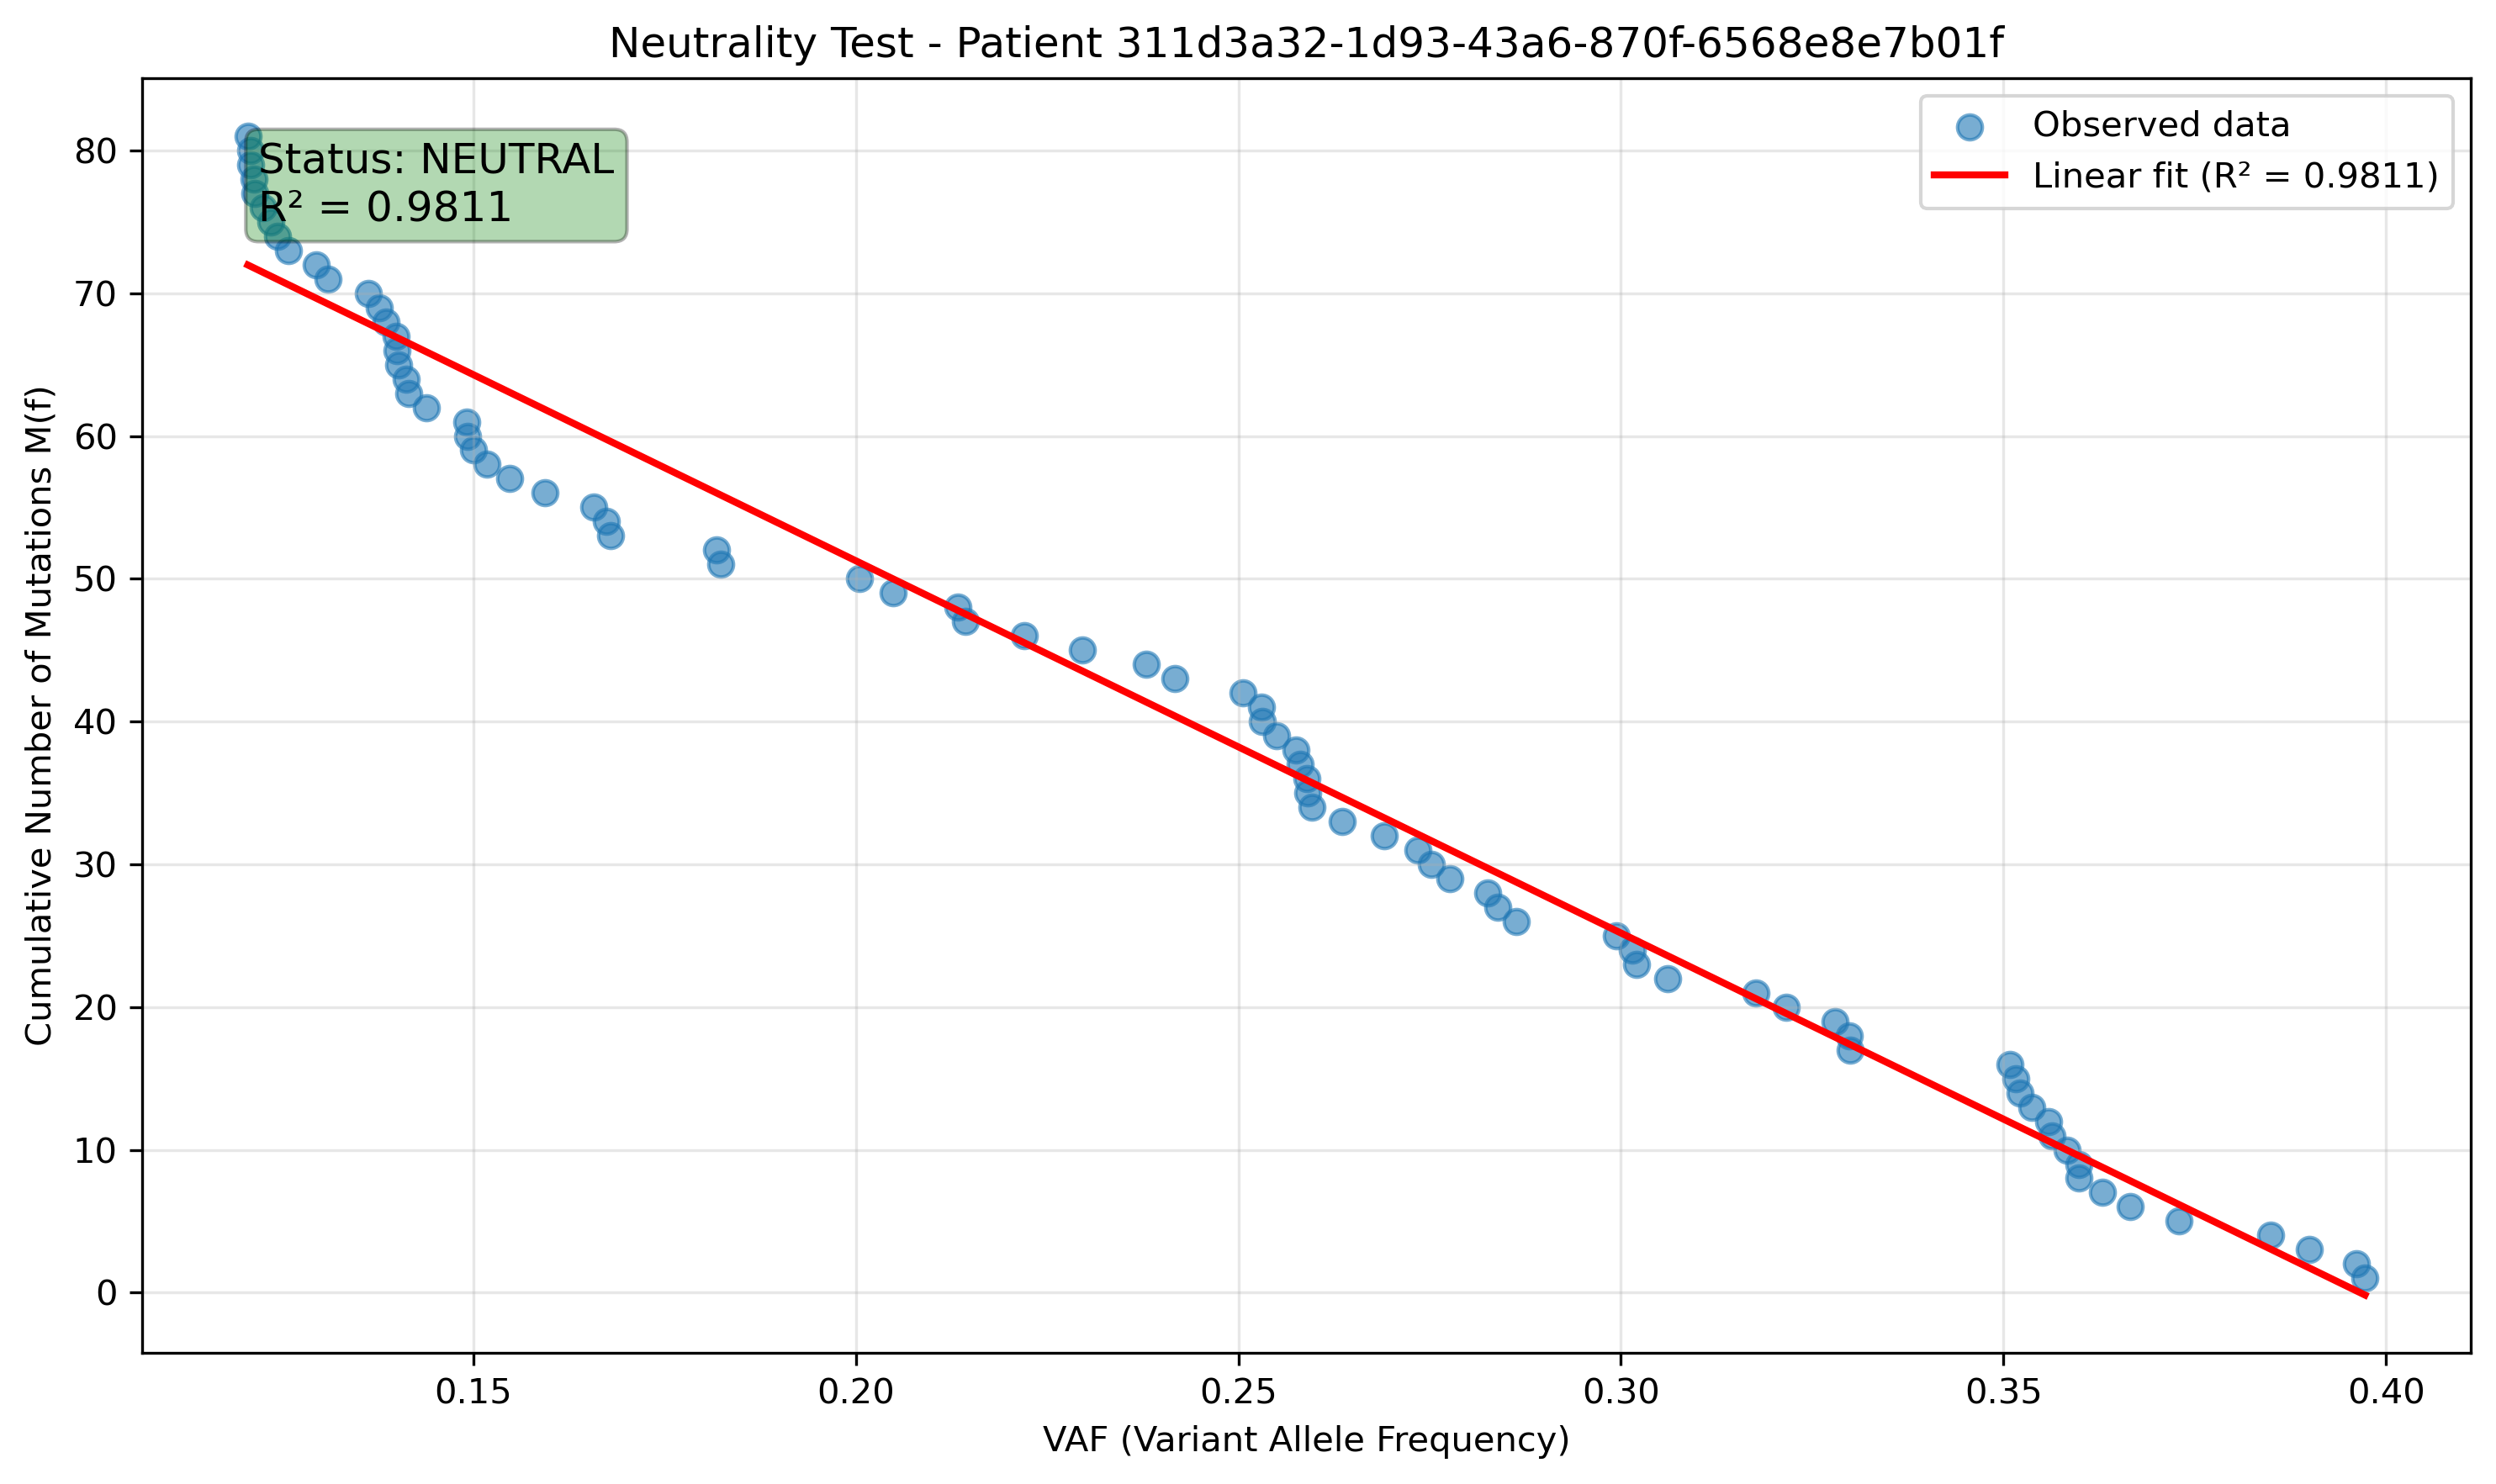 Neutrality Test - Patient 311d3a32-1d93-43a6-870f-6568e8e7b01f
Status: NEUTRAL
R² = 0.9811
Observed data
Linear fit (R² = 0.9811)
Cumulative Number of Mutations M(f)
80
70
60
50
40
30
20
10
0
0.15
0.20
0.25
0.30
0.35
0.40
VAF (Variant Allele Frequency)